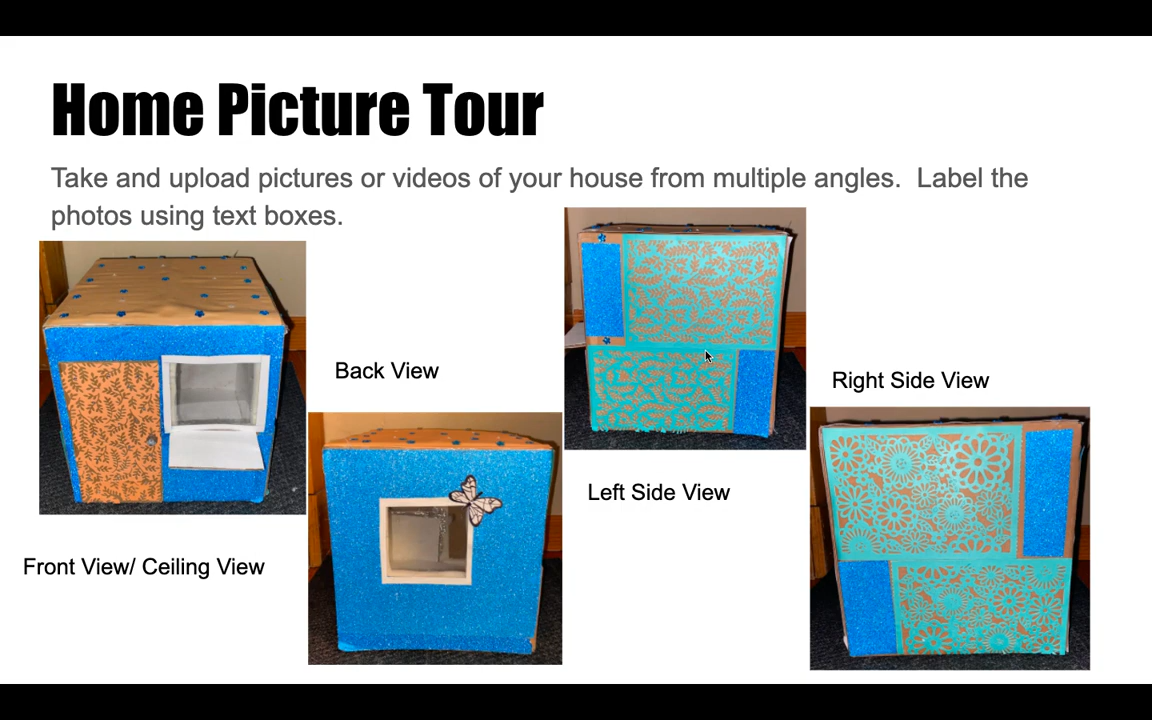 Home Picture Tour
Take and upload pictures or videos of your house from multiple angles.  Label the
photos using text boxes.
Back View
Right Side View
Left Side View
Front View/ Ceiling View